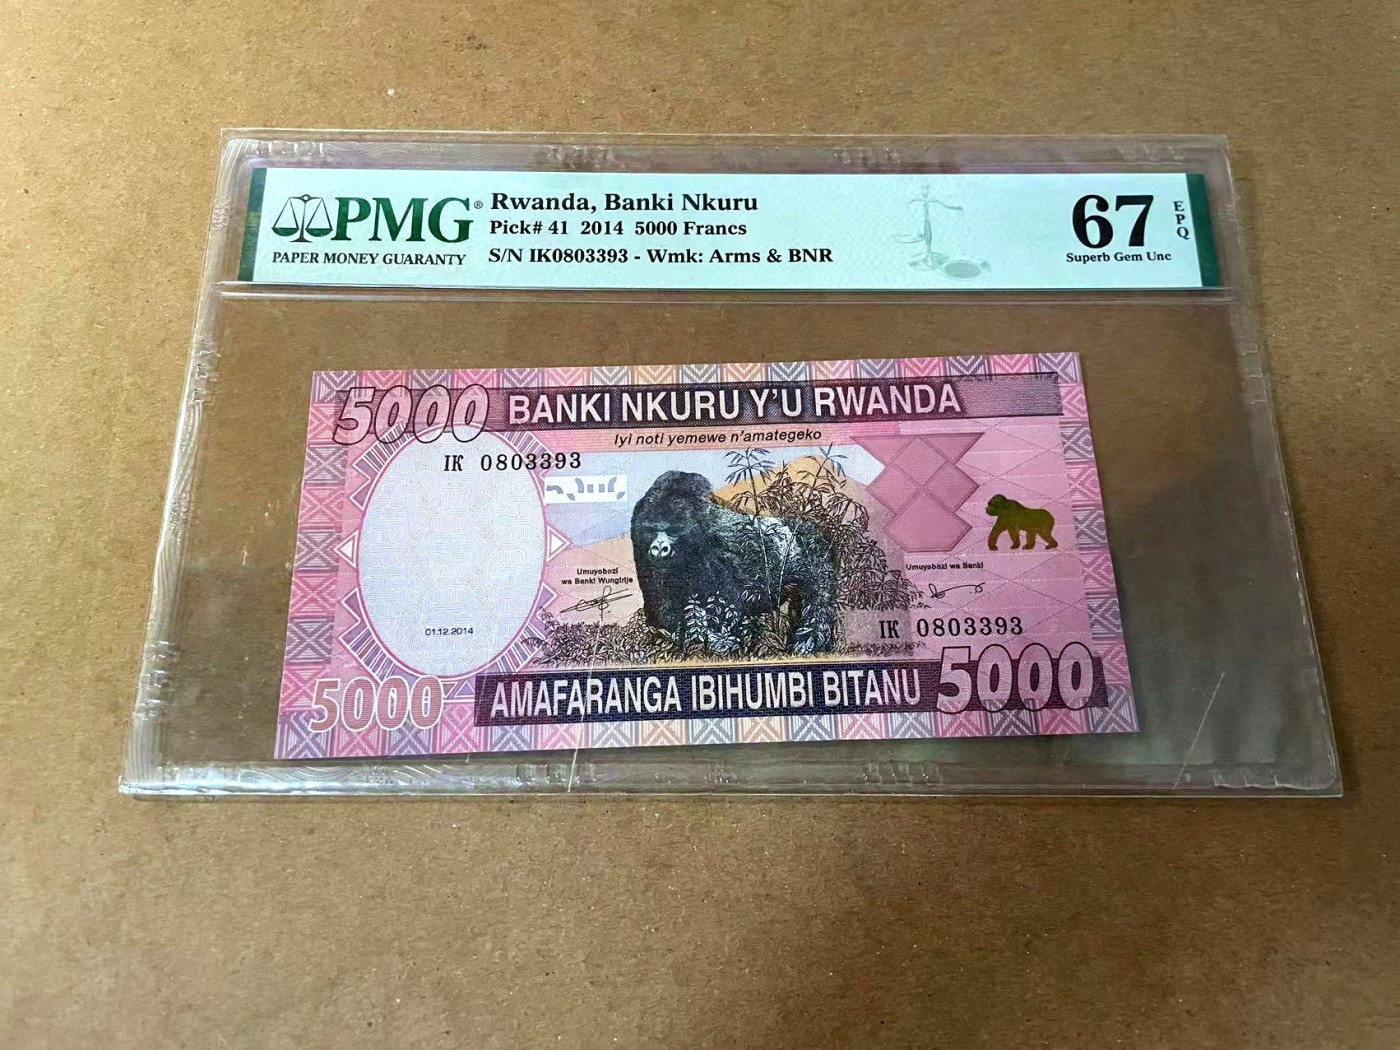 PMG®
PAPER MONEY GUARANTY
Rwanda, Banki Nkuru
Pick# 41 2014 5000 Francs
S/N IK0803393 - Wmk: Arms & BNR
67
EPQ
Superb Gem Unc
5000
BANKI NKURU Y'U RWANDA
Iyi noti yemewe n'amategeko
IK 0803393
Umuyobozi
wa Banki Wungirije
Umuyobozi wa Banki
01.12.2014
IK 0803393
5000
AMAFARANGA IBIHUMBI BITANU
5000